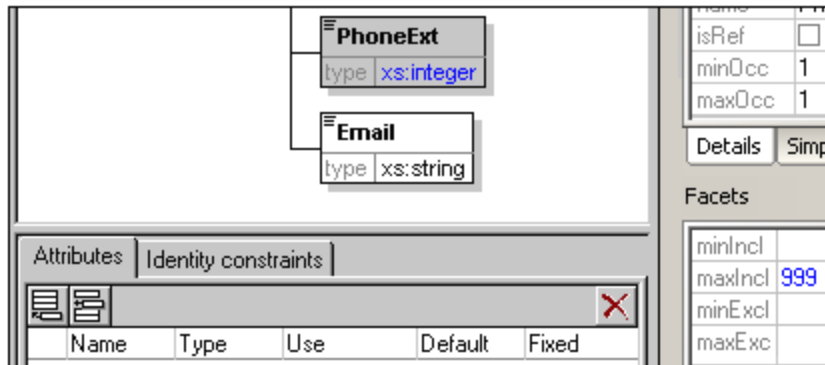 PhoneExt
type xs:integer
Email
type xs:string
isRef
minOcc 1
maxOcc 1
Details Simp
Facets
minIncl
maxIncl 999
minExcl
maxExc
Attributes Identity constraints
Name Type Use Default Fixed